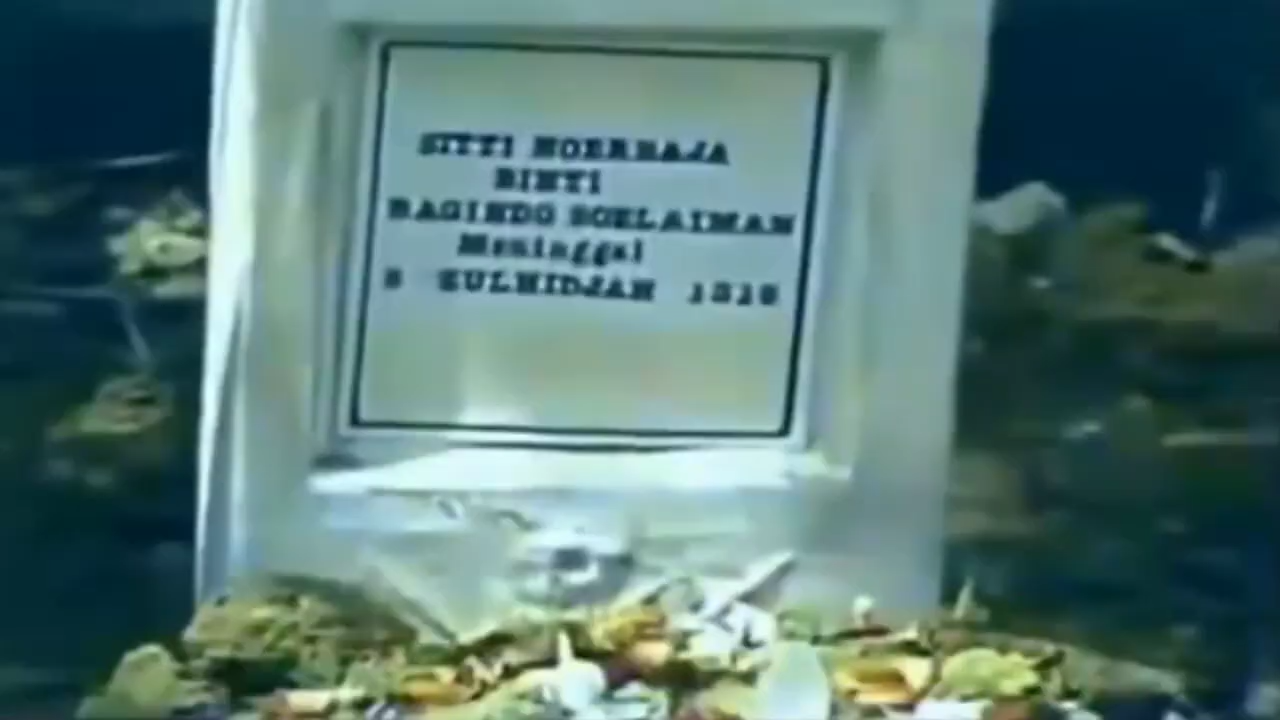 SITTI NOERBAJA
BINTI
BAGINDO SOELAIMAN
Meninggal
ZULHIDJAH